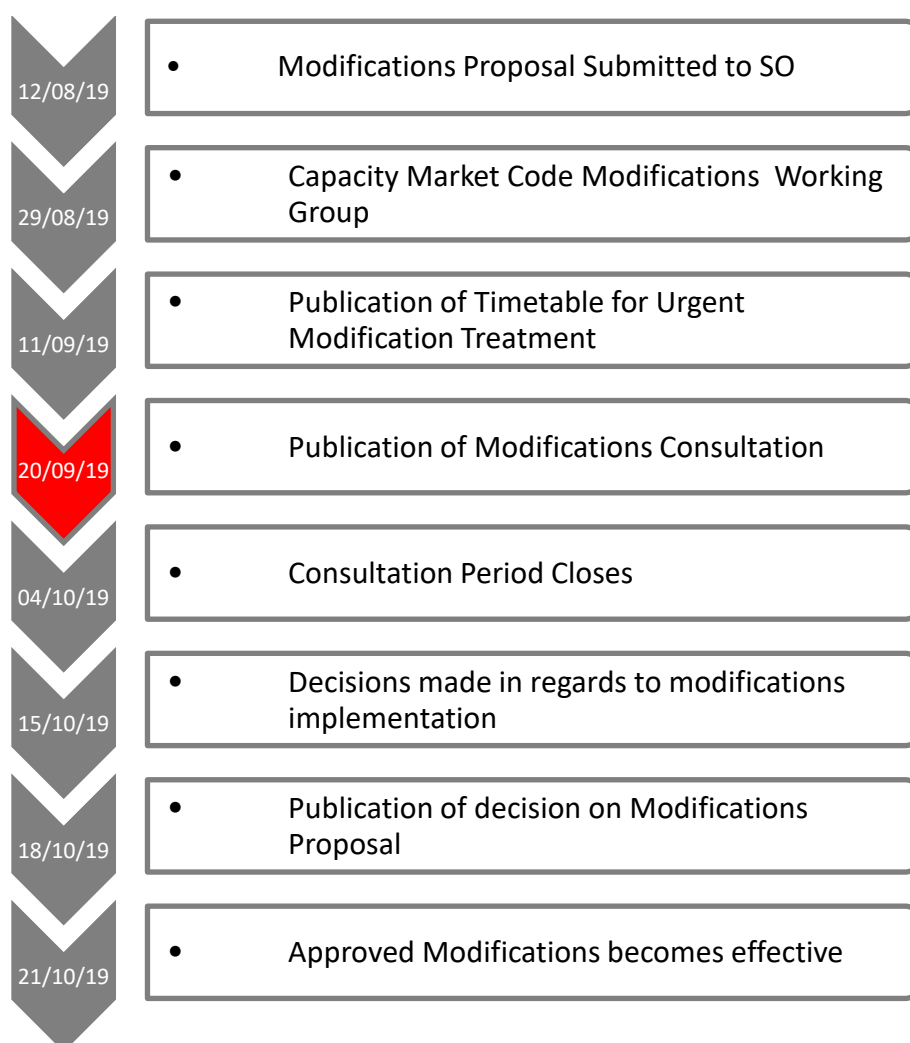 12/08/19
• Modifications Proposal Submitted to SO
29/08/19
• Capacity Market Code Modifications Working
Group
11/09/19
• Publication of Timetable for Urgent
Modification Treatment
20/09/19
• Publication of Modifications Consultation
04/10/19
• Consultation Period Closes
15/10/19
• Decisions made in regards to modifications
implementation
18/10/19
• Publication of decision on Modifications
Proposal
21/10/19
• Approved Modifications becomes effective